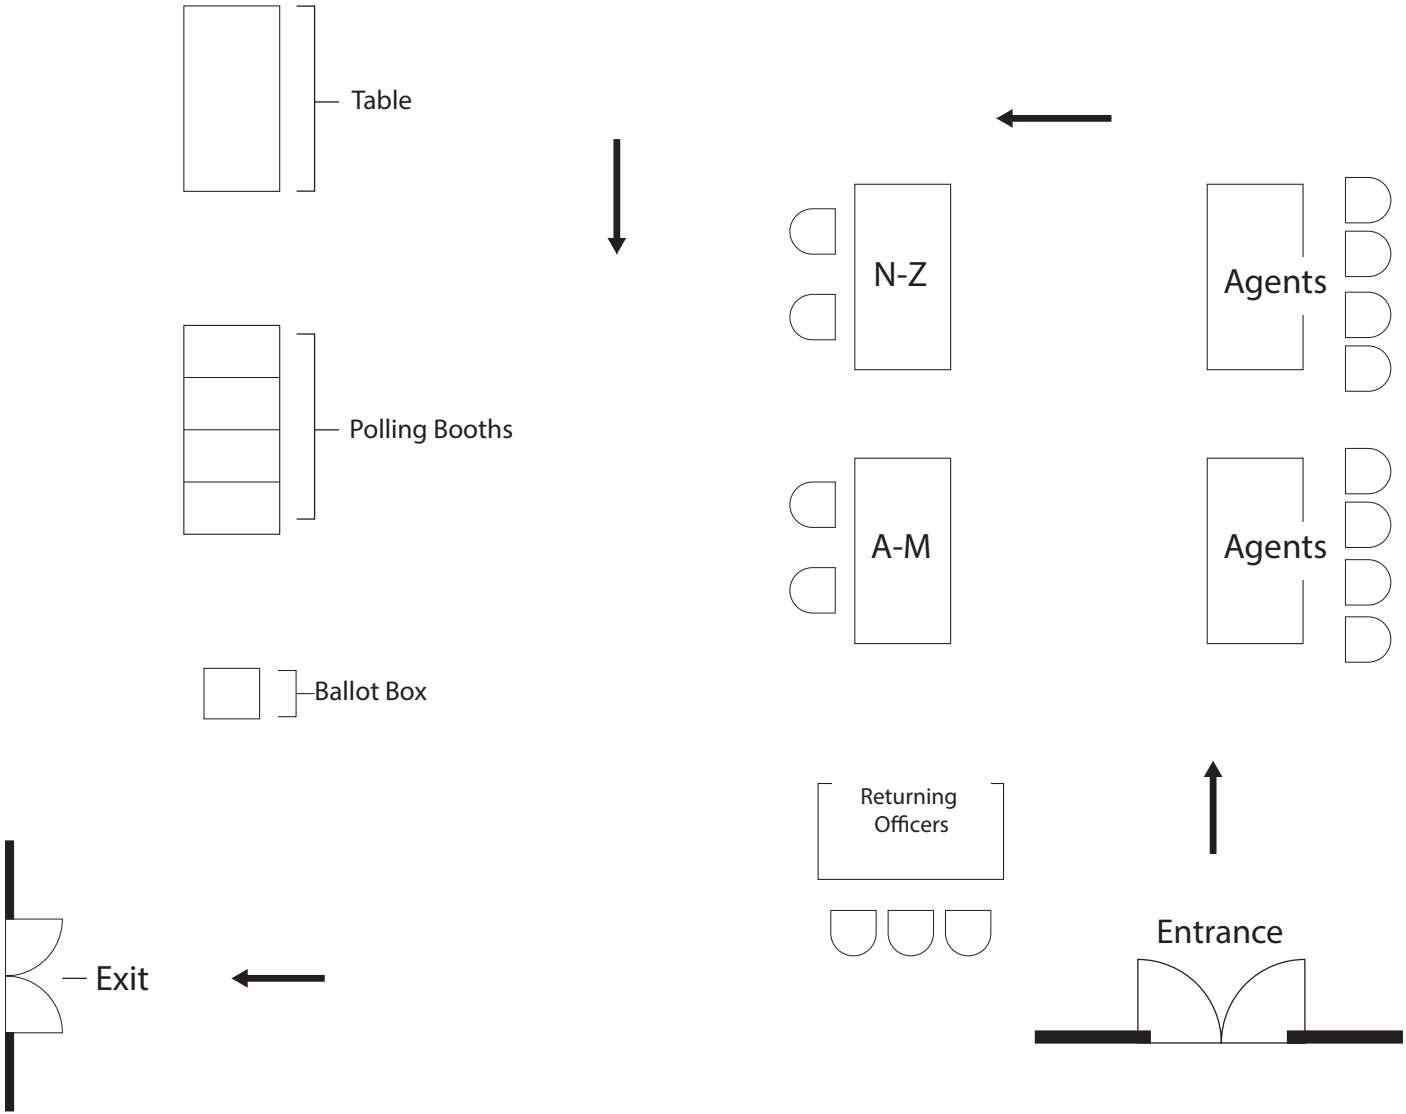 Table
N-Z
Agents
Polling Booths
A-M
Agents
Ballot Box
Returning
Officers
Entrance
Exit